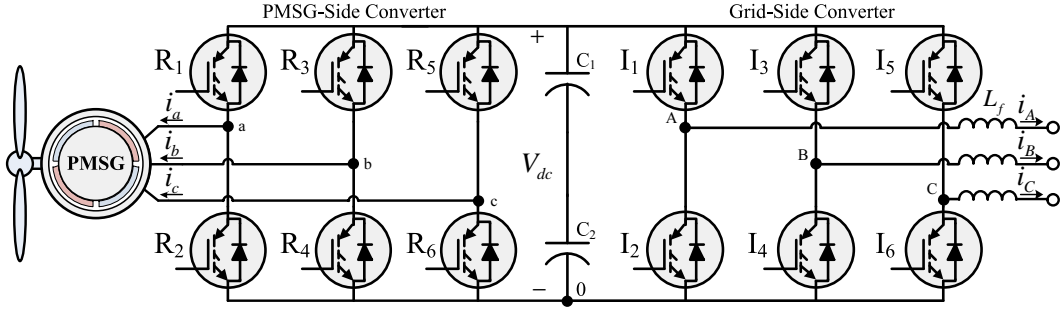 PMSG-Side Converter
Grid-Side Converter
R1 R3 R5 + C1 I1 I3 I5
ia a A Lf iA
PMSG ib b Vdc B iB
ic c C iC
R2 R4 R6 C2 I2 I4 I6
− 0